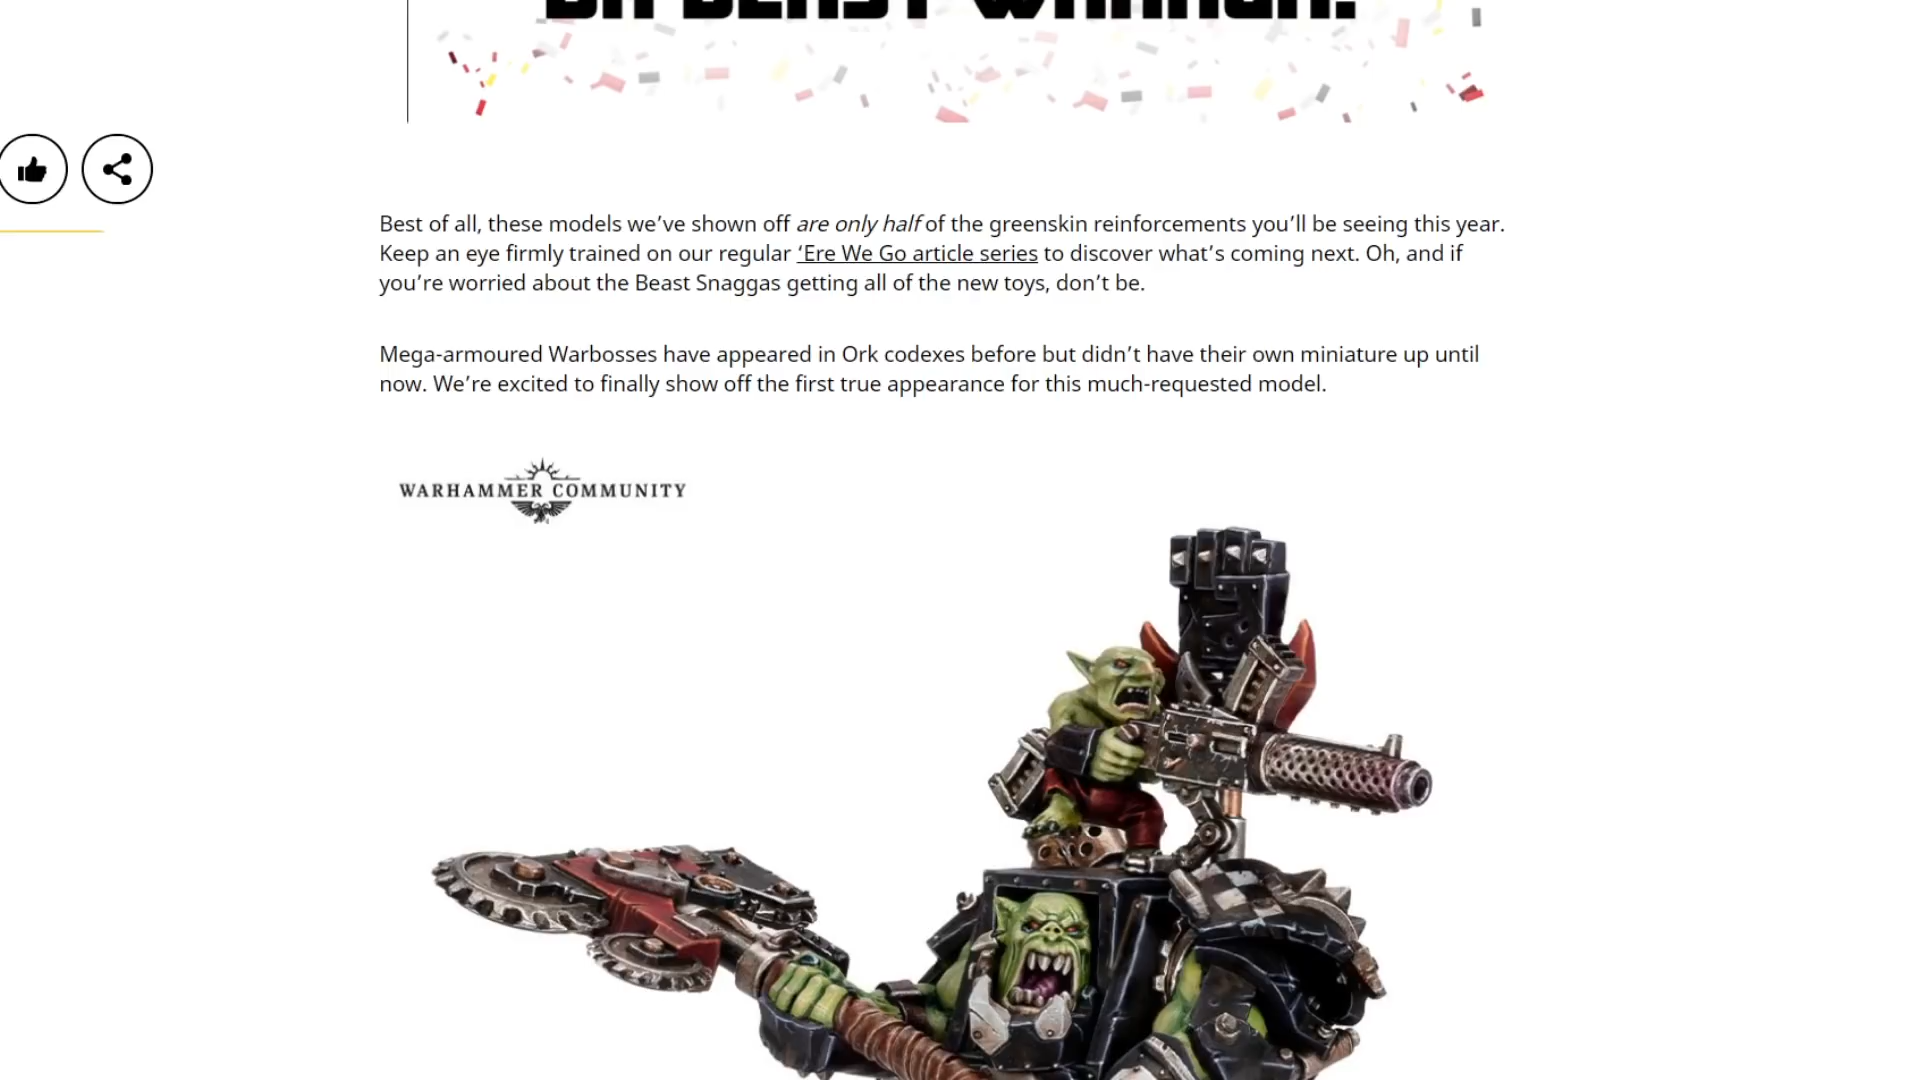 Best of all, these models we’ve shown off are only half of the greenskin reinforcements you’ll be seeing this year.
Keep an eye firmly trained on our regular ‘Ere We Go article series to discover what’s coming next. Oh, and if
you’re worried about the Beast Snaggas getting all of the new toys, don’t be.
Mega-armoured Warbosses have appeared in Ork codexes before but didn’t have their own miniature up until
now. We’re excited to finally show off the first true appearance for this much-requested model.
WARHAMMER COMMUNITY